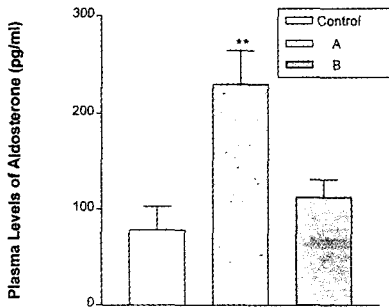 Plasma Levels of Aldosterone (pg/ml)
300
200
100
0
**
Control
A
B